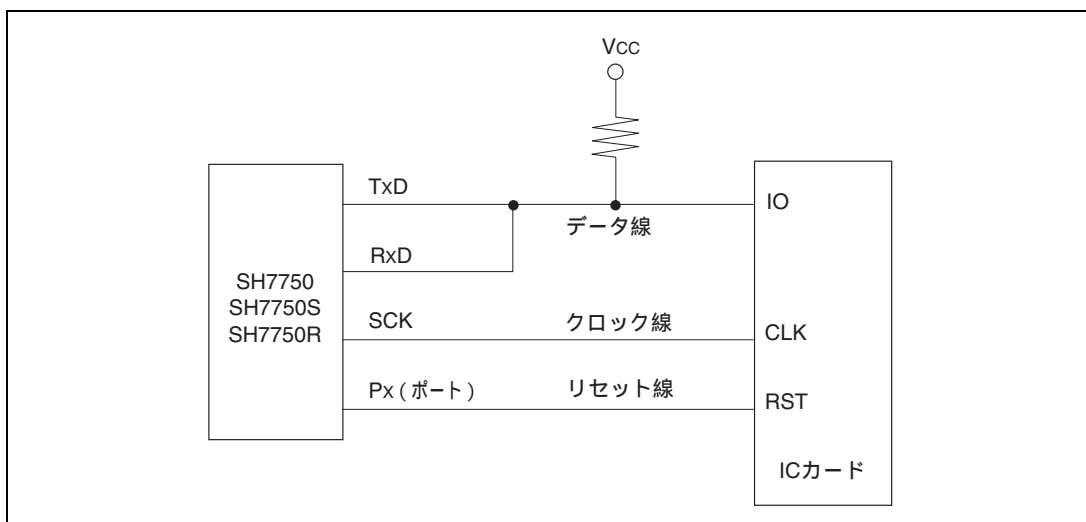 Vcc
TxD
IO
データ線
RxD
SH7750
SH7750S
SH7750R
SCK
クロック線
CLK
Px ( ポート )
リセット線
RST
ICカード